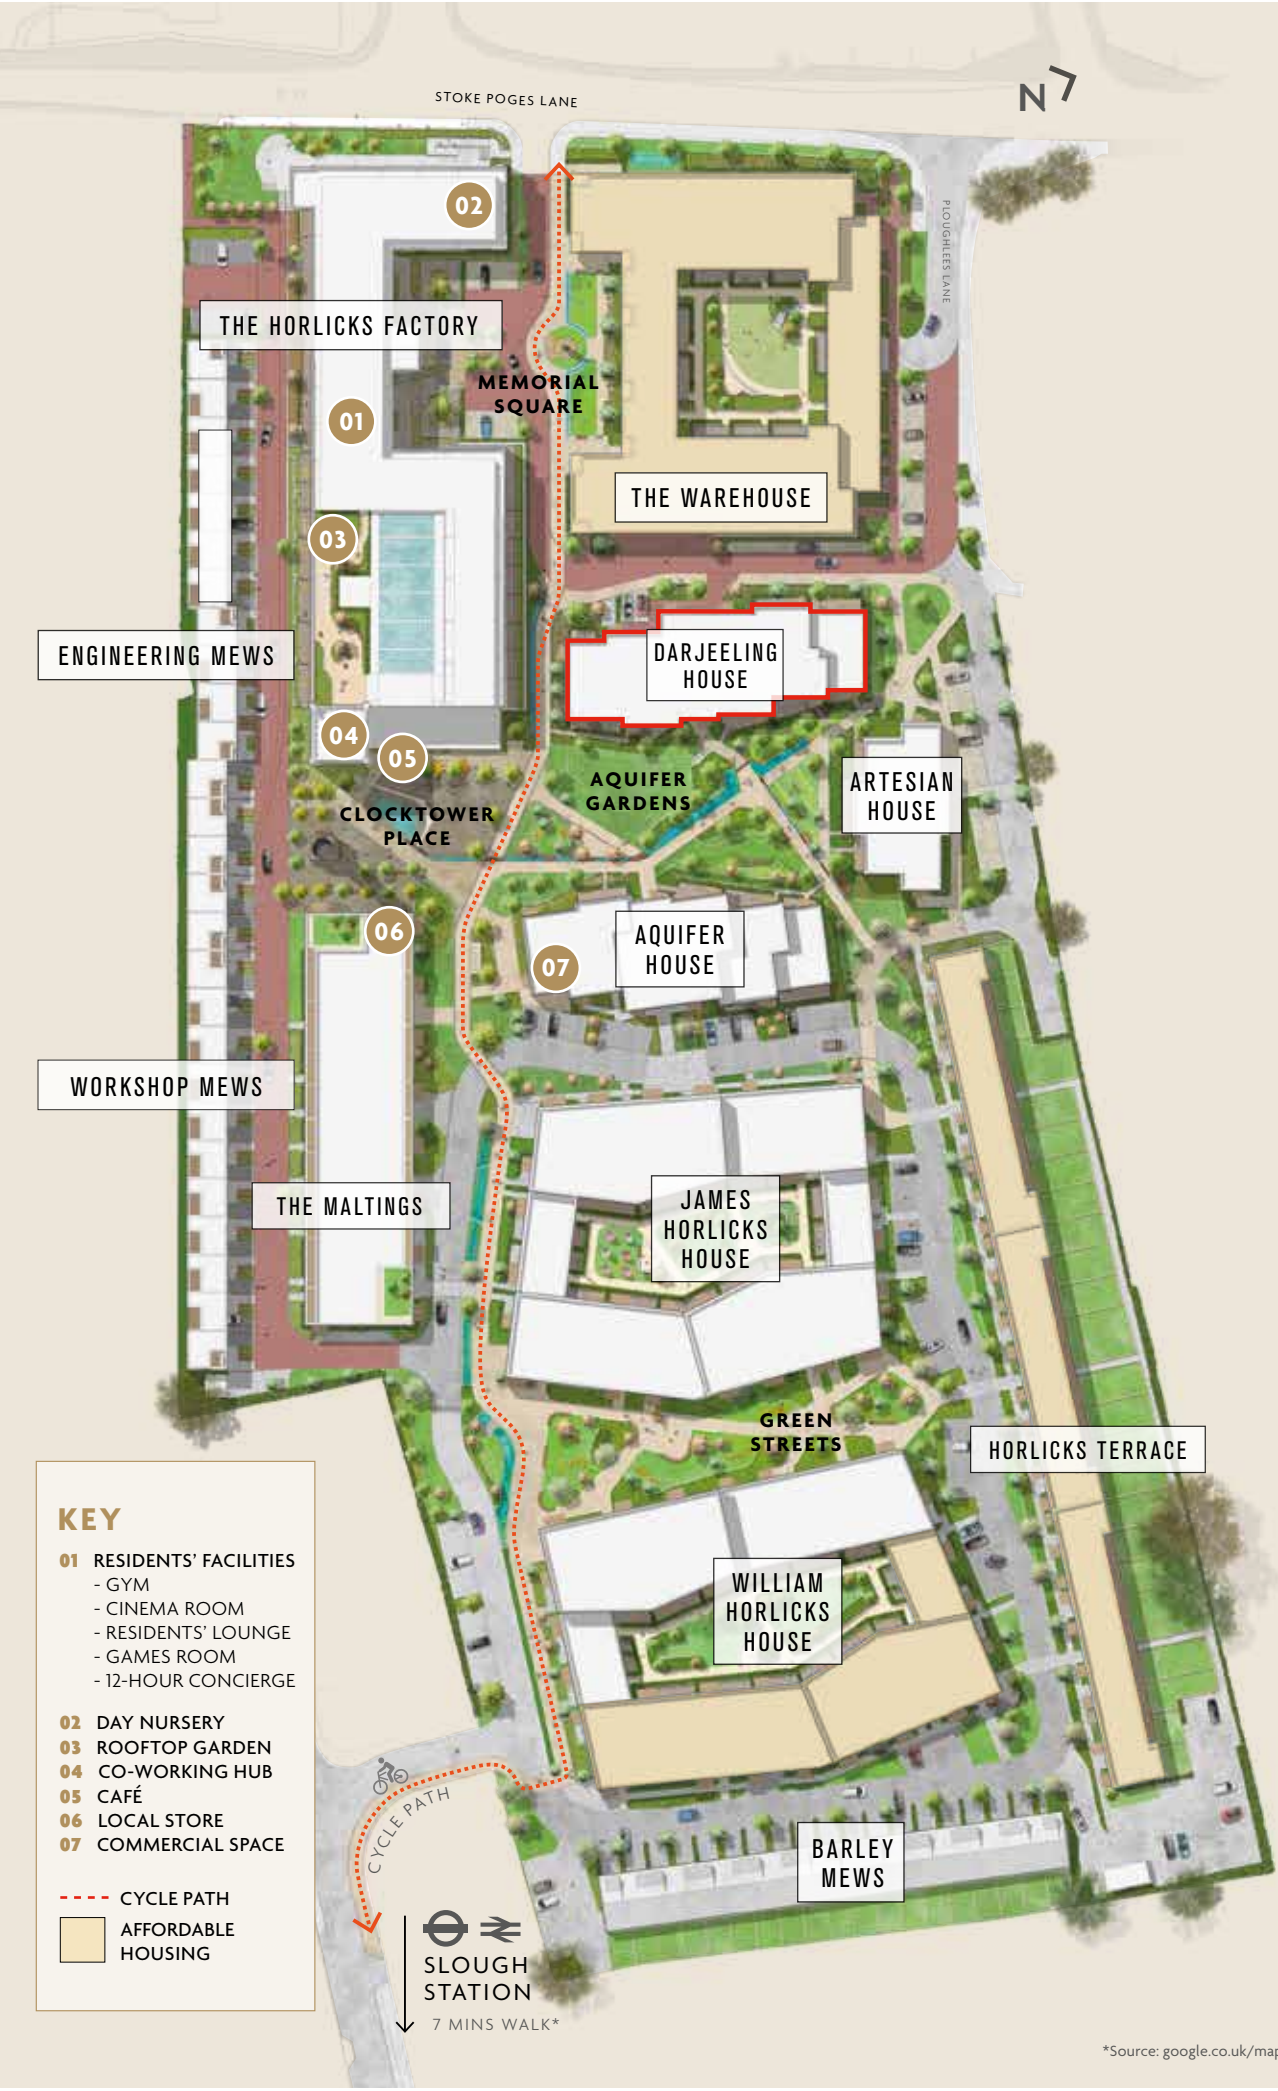 STOKE POGES LANE
N
PLOUGHLEES LANE
02
THE HORLICKS FACTORY
MEMORIAL
SQUARE
01
THE WAREHOUSE
03
ENGINEERING MEWS
DARJEELING
HOUSE
04
05
AQUIFER
GARDENS
ARTESIAN
HOUSE
CLOCKTOWER
PLACE
06
AQUIFER
HOUSE
07
WORKSHOP MEWS
THE MALTINGS
JAMES
HORLICKS
HOUSE
GREEN
STREETS
HORLICKS TERRACE
WILLIAM
HORLICKS
HOUSE
BARLEY
MEWS
KEY
01 RESIDENTS' FACILITIES
- GYM
- CINEMA ROOM
- RESIDENTS' LOUNGE
- GAMES ROOM
- 12-HOUR CONCIERGE
02 DAY NURSERY
03 ROOFTOP GARDEN
04 CO-WORKING HUB
05 CAFÉ
06 LOCAL STORE
07 COMMERCIAL SPACE
CYCLE PATH
AFFORDABLE
HOUSING
CYCLE PATH
SLOUGH
STATION
7 MINS WALK*
*Source: google.co.uk/map